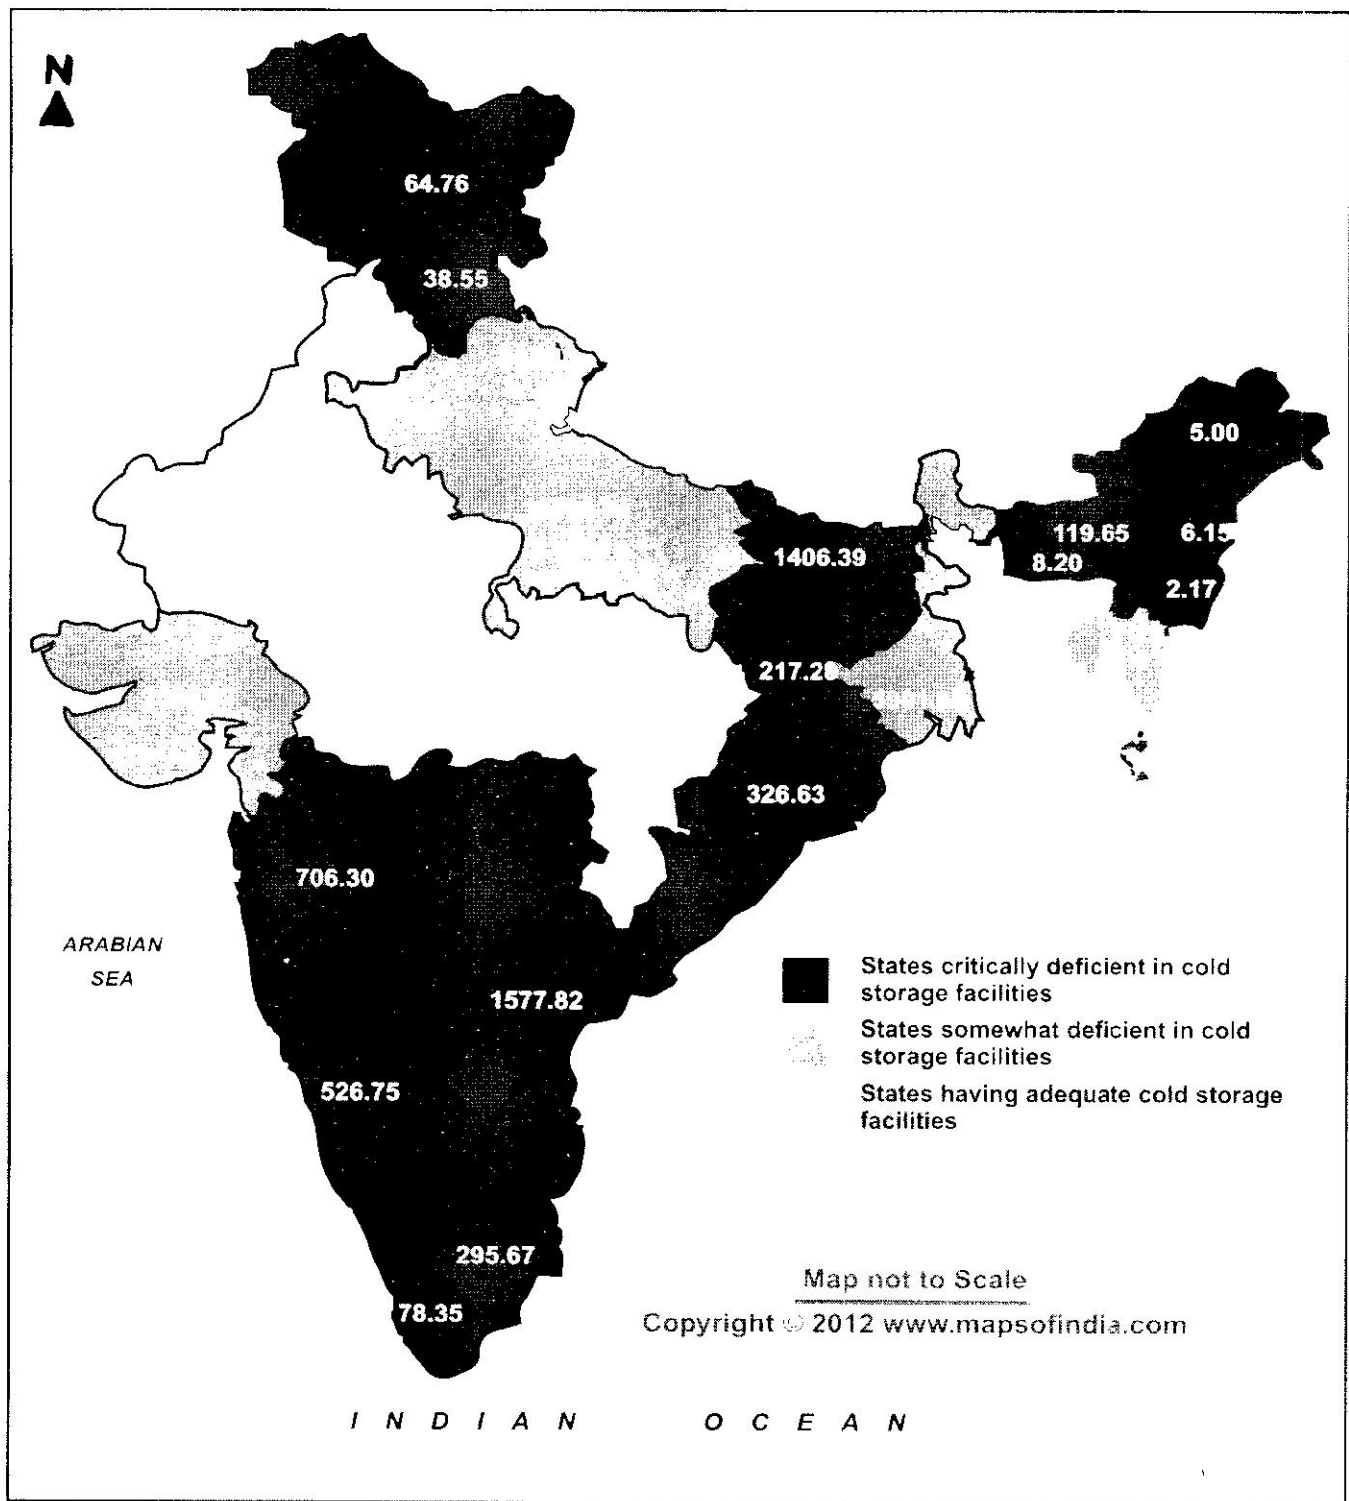 N
64.76
38.55
5.00
119.65
6.15
1406.39
8.20
2.17
217.28
326.63
706.30
ARABIAN
SEA
States critically deficient in cold
storage facilities
1577.82
States somewhat deficient in cold
storage facilities
526.75
States having adequate cold storage
facilities
295.67
Map not to Scale
78.35
Copyright © 2012 www.mapsofindia.com
INDIAN OCEAN